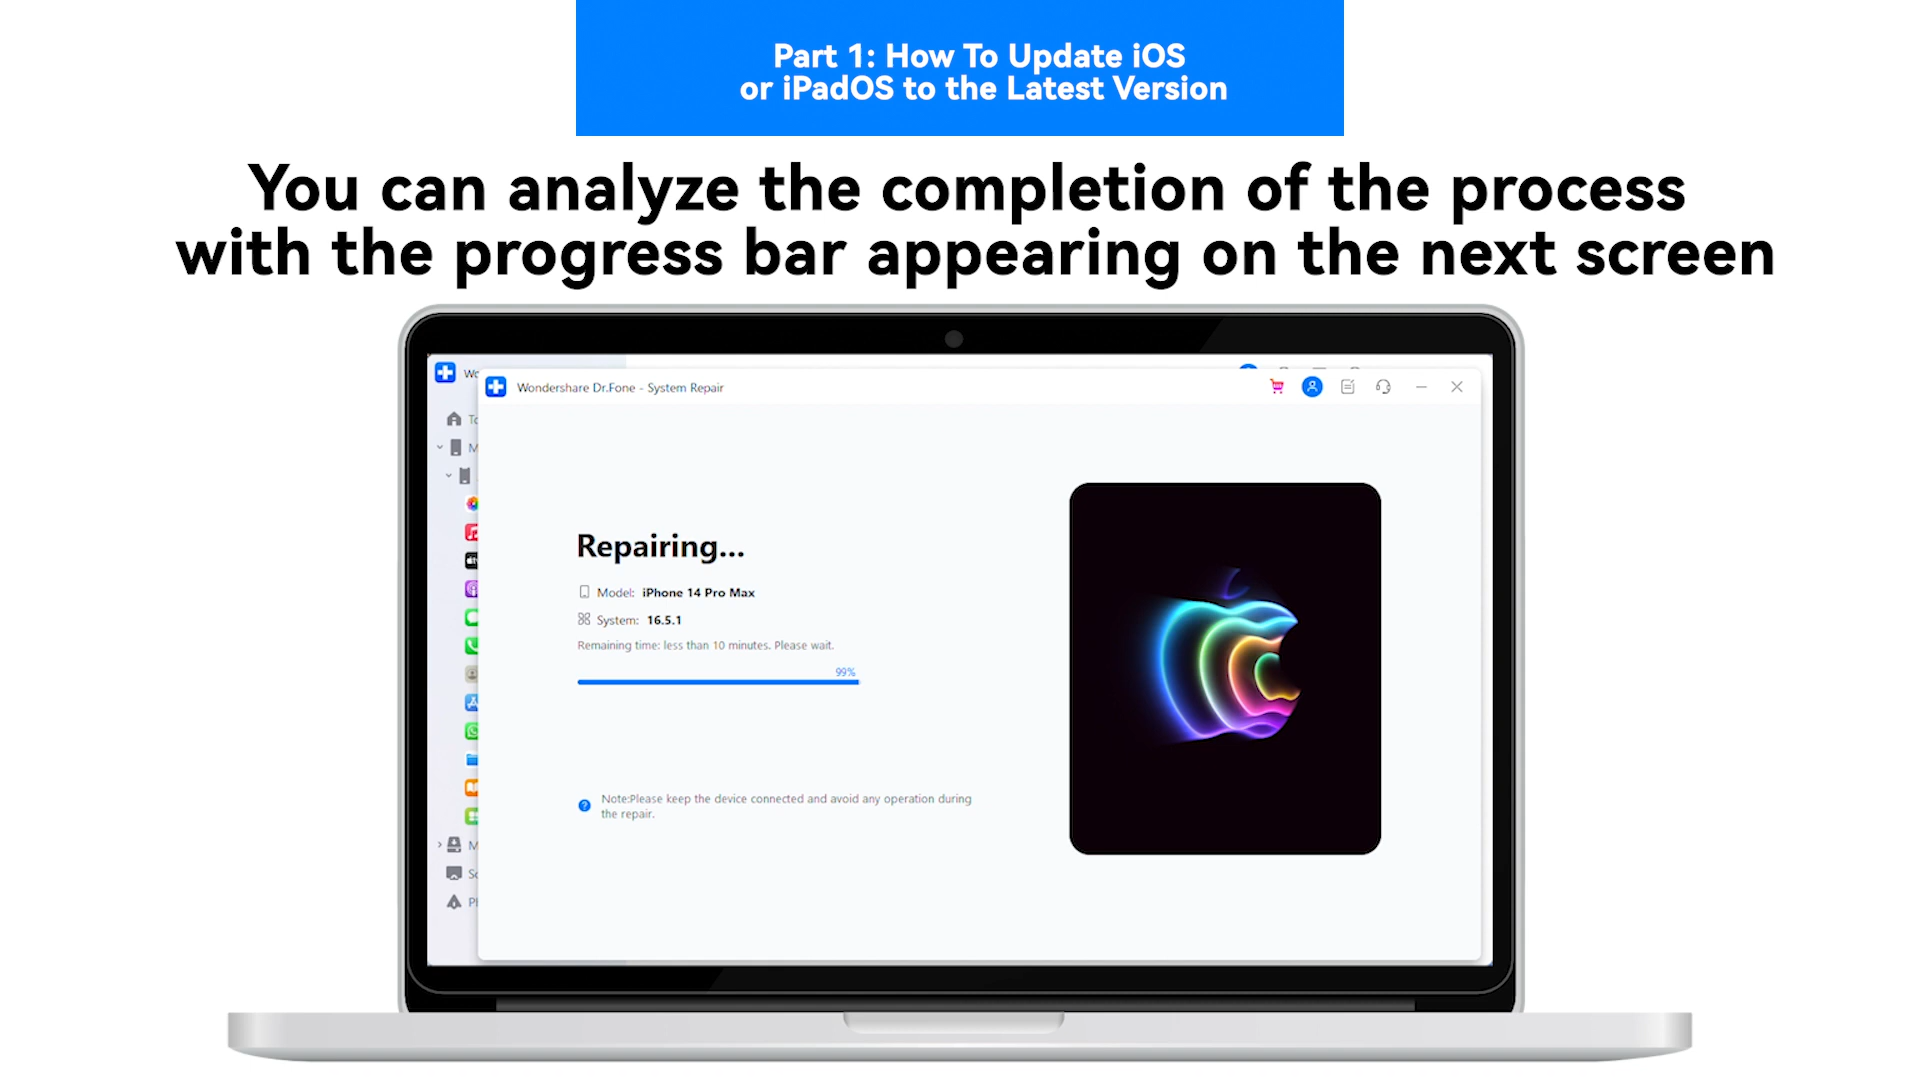 Part 1: How To Update iOS
or iPadOS to the Latest Version
You can analyze the completion of the process
with the progress bar appearing on the next screen
Wondershare Dr.Fone - System Repair
Repairing...
Model: iPhone 14 Pro Max
System: 16.5.1
Remaining time: less than 10 minutes. Please wait.
99%
Note:Please keep the device connected and avoid any operation during
the repair.